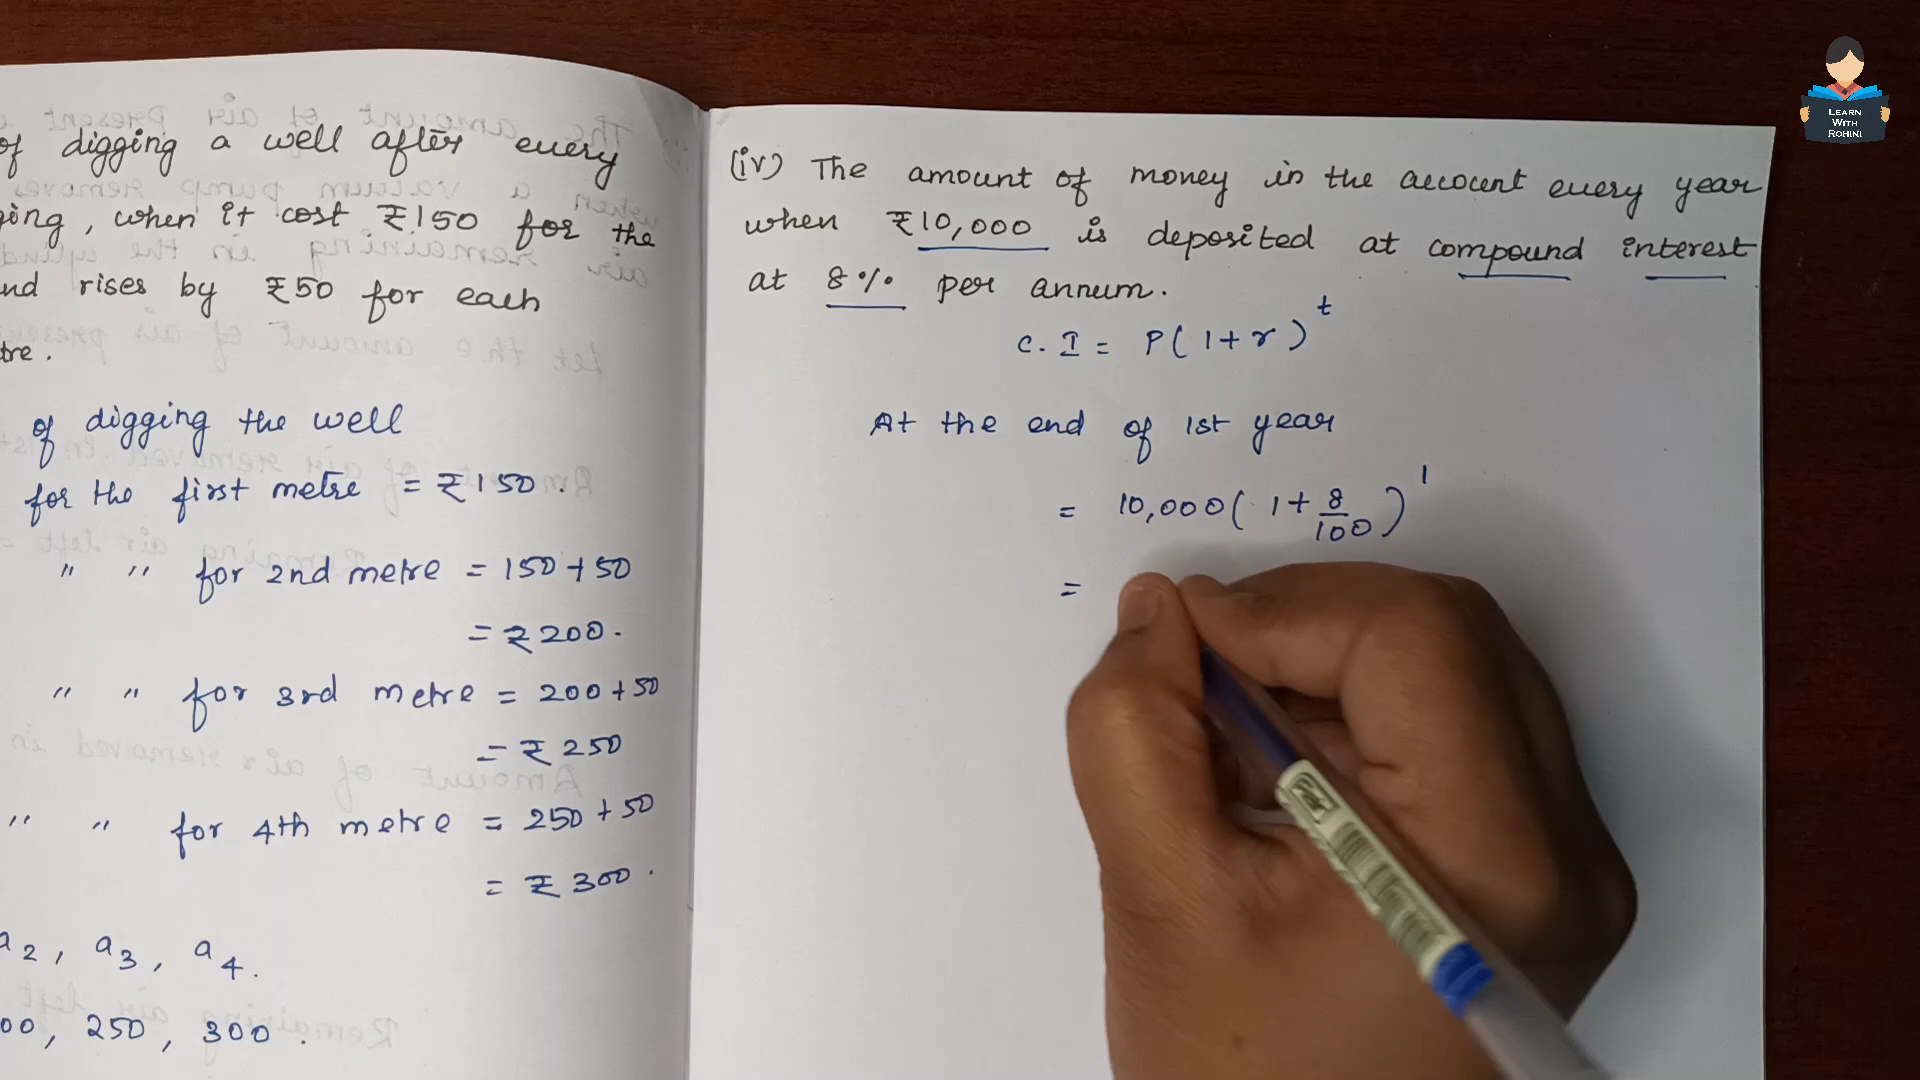 of digging a well after every
ging, when it cost ₹150 for the
nd rises by ₹50 for each
tre.
of digging the well
for the first metre = ₹150.
" " for 2nd metre = 150+50
= ₹200.
" " for 3rd metre = 200+50
= ₹250
" " for 4th metre = 250+50
= ₹300.
a2, a3, a4.
00, 250, 300.
(iv) The amount of money in the account every year
when ₹10,000 is deposited at compound interest
at 8% per annum.
C.I = P(1+r)^t
At the end of 1st year
= 10,000(1+8/100)^1
=
LEARN
WITH
ROHINI